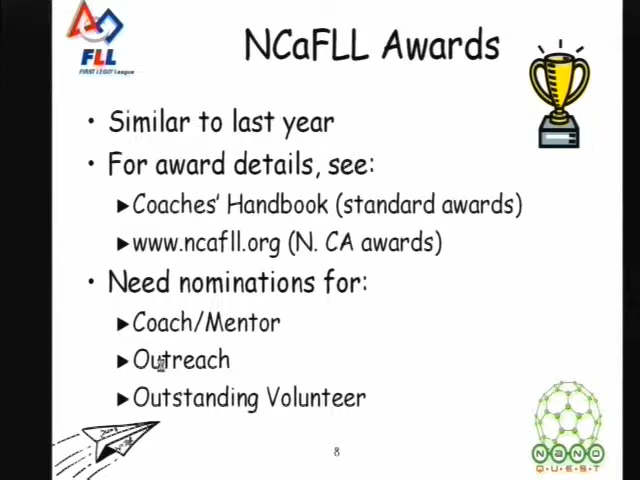 NCaFLL Awards
FLL
FIRST LEGO League
• Similar to last year
• For award details, see:
▶Coaches' Handbook (standard awards)
▶www.ncafll.org (N. CA awards)
• Need nominations for:
▶Coach/Mentor
▶Outreach
▶Outstanding Volunteer
8
NANO
QUEST